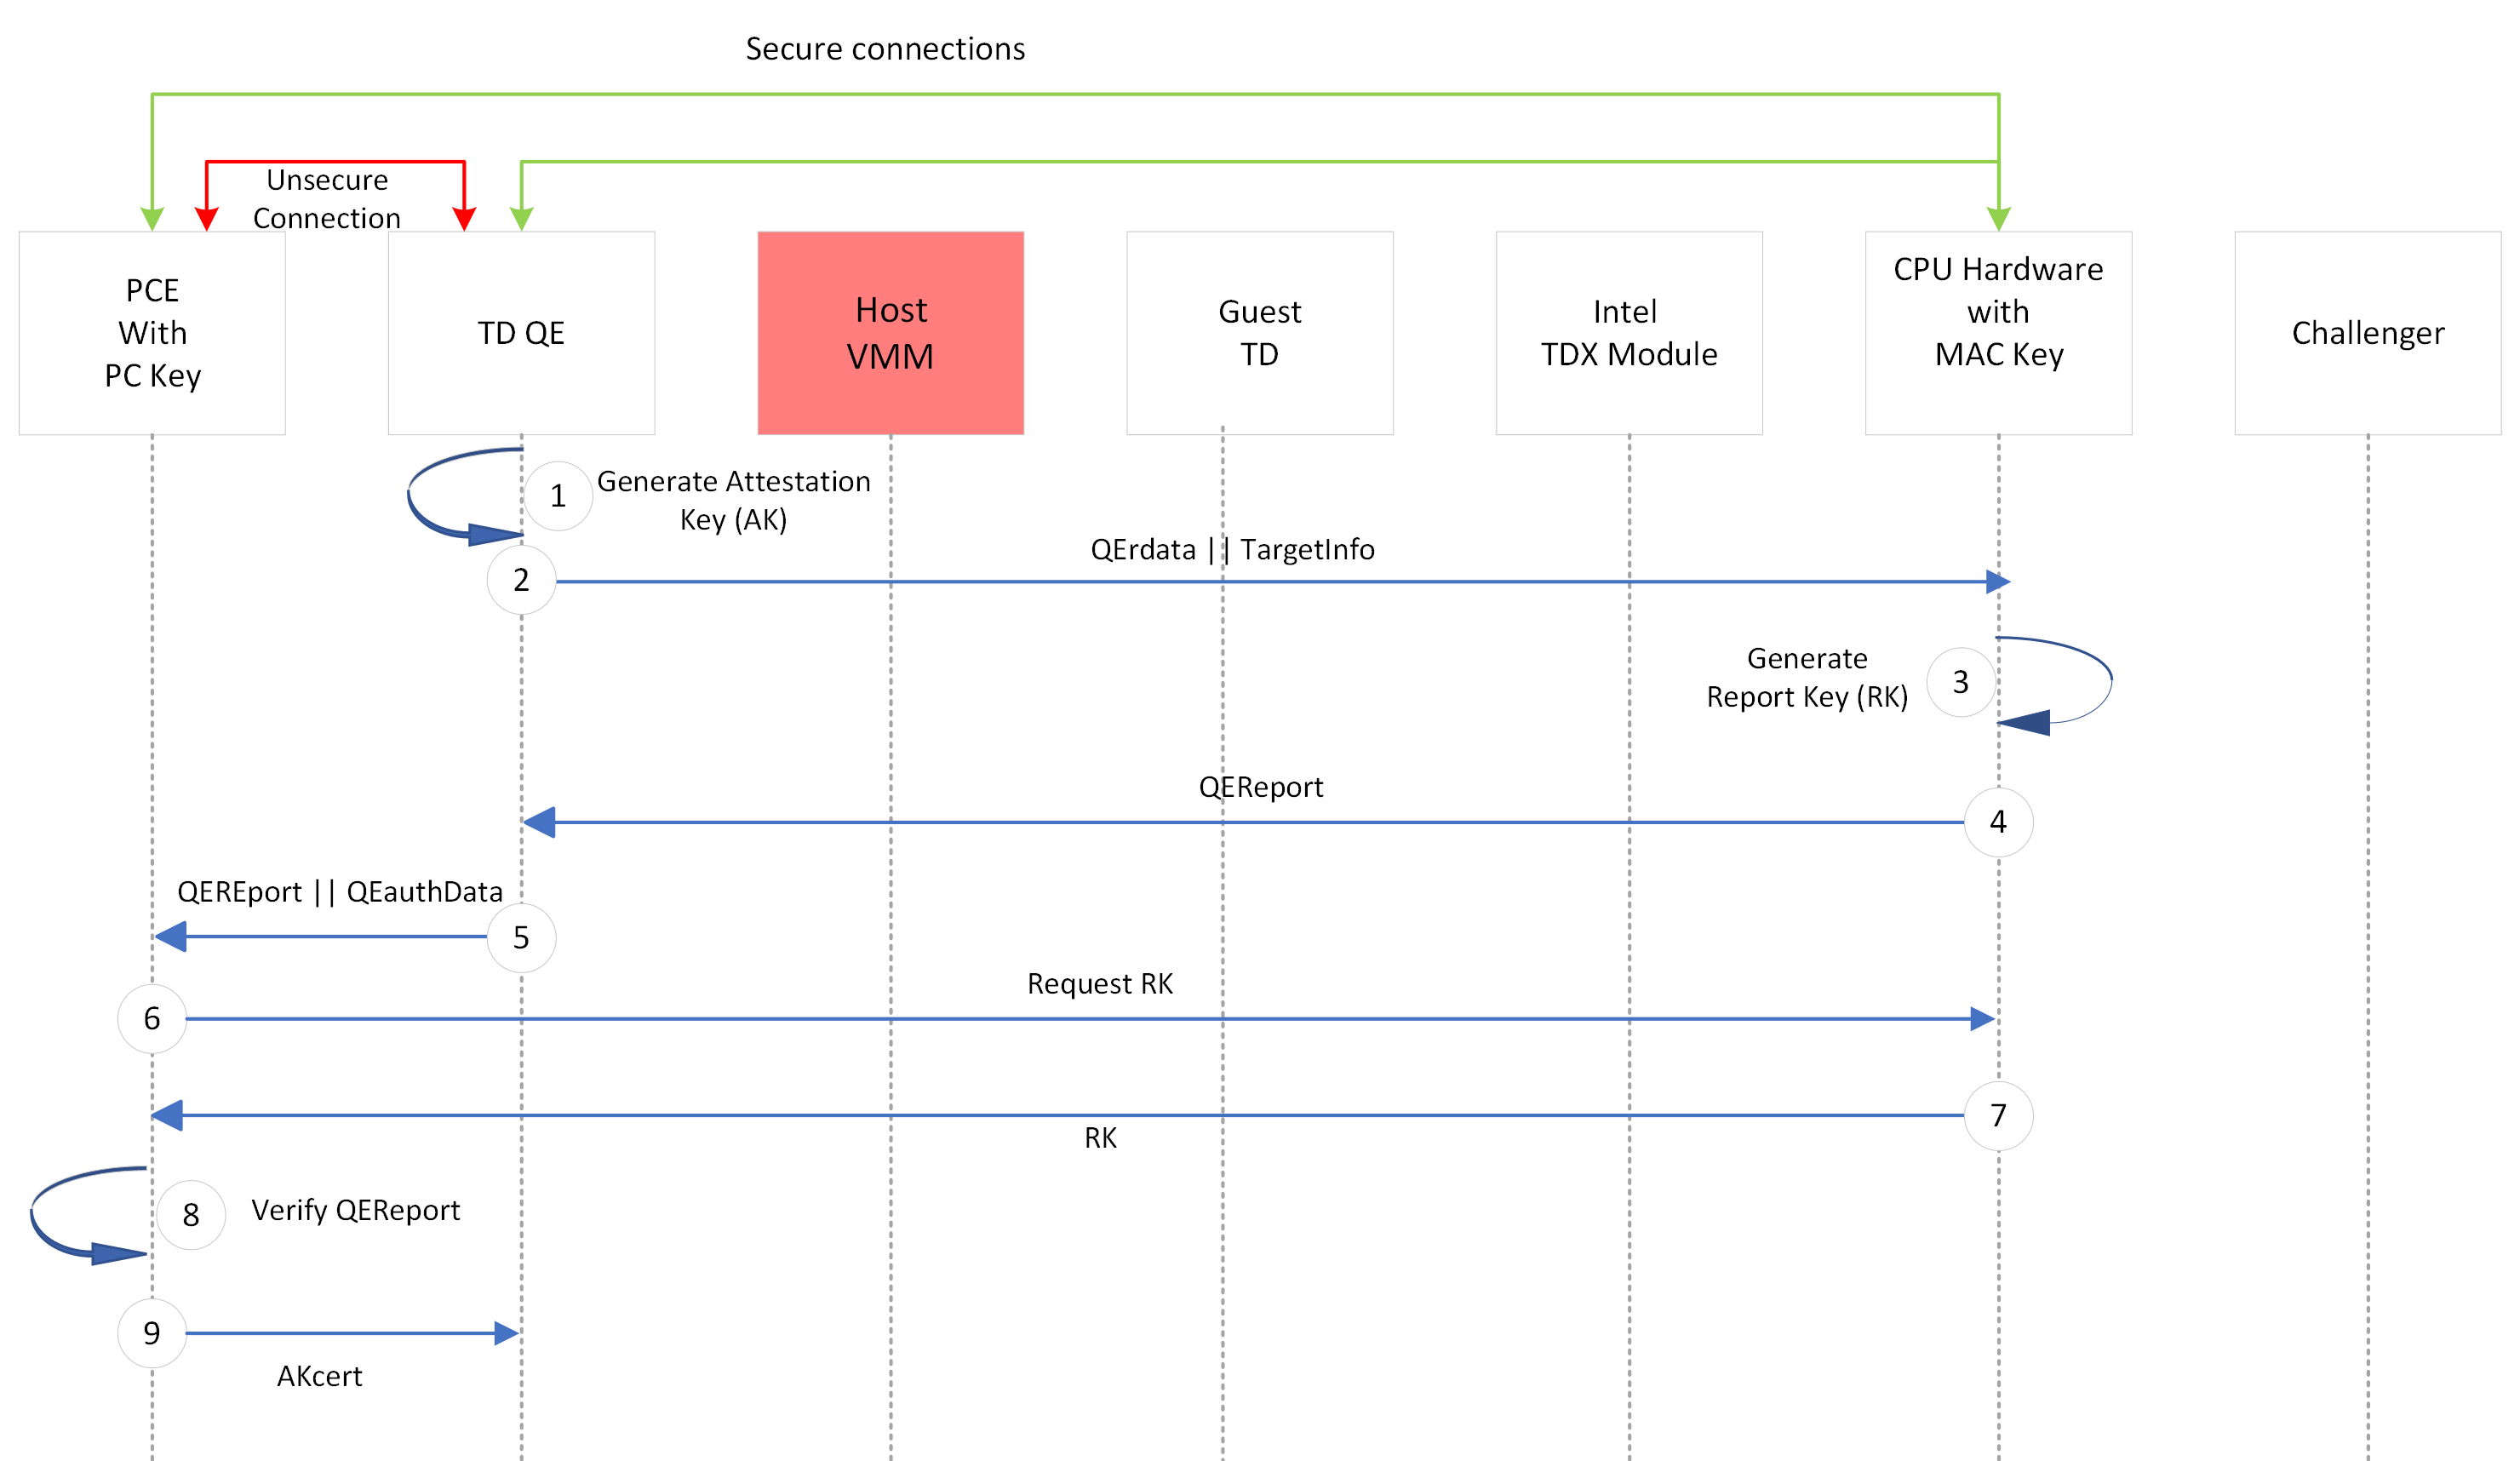 Secure connections
Unsecure
Connection
PCE
With
PC Key
TD QE
Host
VMM
Guest
TD
Intel
TDX Module
CPU Hardware
with
MAC Key
Challenger
1
Generate Attestation
Key (AK)
2
QErdata || TargetInfo
3
Generate
Report Key (RK)
QEReport
4
QEREport || QEauthData
5
6
Request RK
7
RK
8
Verify QEReport
9
AKcert